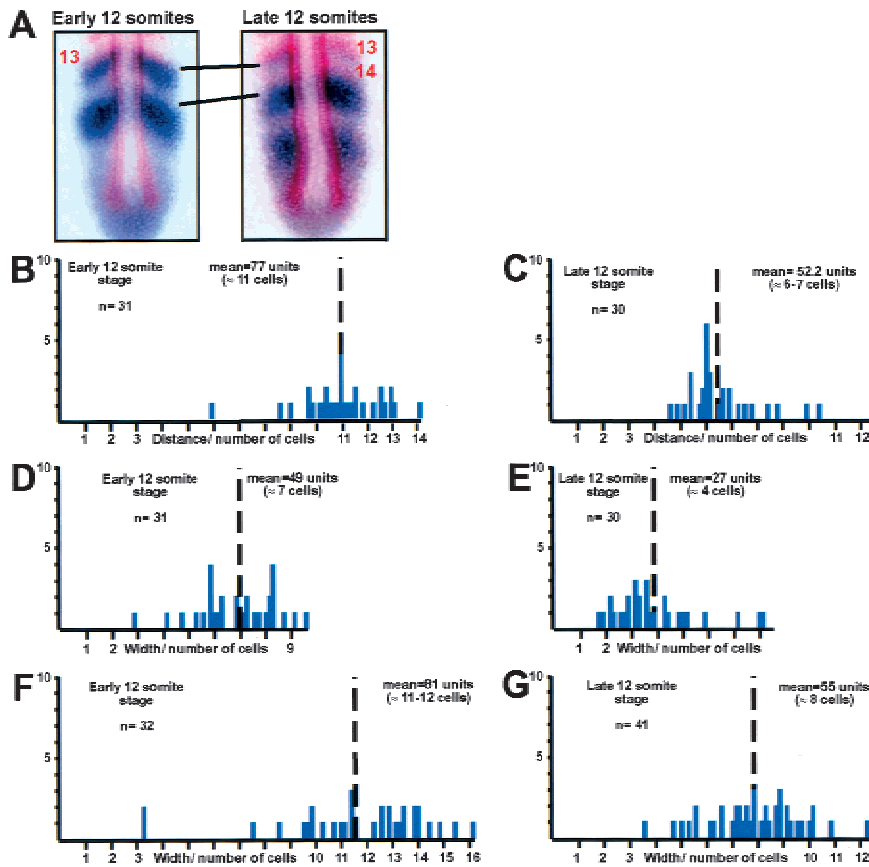 A
Early 12 somites
Late 12 somites
13
13
14
B
10
5
Early 12 somite
stage
n= 31
mean=77 units
(≈ 11 cells)
1 2 3 Distance/ number of cells 11 12 13 14
C
10
5
Late 12 somite
stage
n= 30
mean= 52.2 units
(≈ 6-7 cells)
1 2 3 Distance/ number of cells 11 12
D
10
5
Early 12 somite
stage
n= 31
mean=49 units
(≈ 7 cells)
1 2 Width/ number of cells 9
E
10
5
Late 12 somite
stage
n= 30
mean=27 units
(≈ 4 cells)
1 2 Width/ number of cells
F
10
5
Early 12 somite
stage
n= 32
mean=81 units
(≈ 11-12 cells)
1 2 3 Width/ number of cells 10 11 12 13 14 15 16
G
10
5
Late 12 somite
stage
n= 41
mean=55 units
(≈ 8 cells)
1 2 3 Width/ number of cells 10 11 12